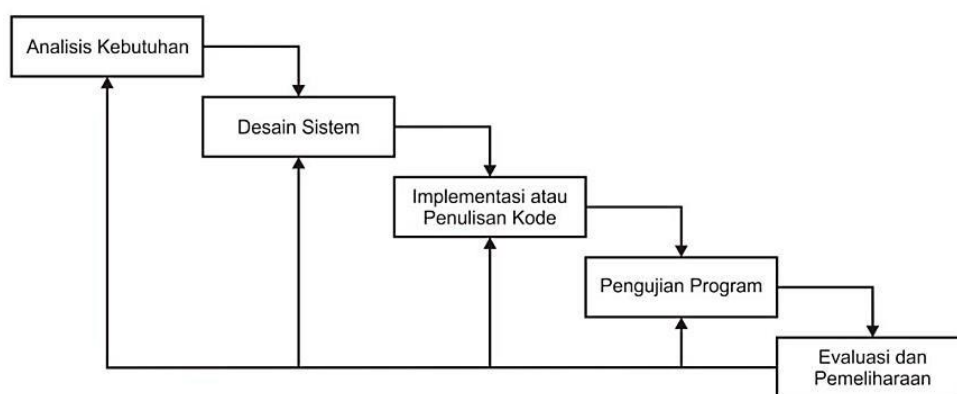 Analisis Kebutuhan
Desain Sistem
Implementasi atau
Penulisan Kode
Pengujian Program
Evaluasi dan
Pemeliharaan